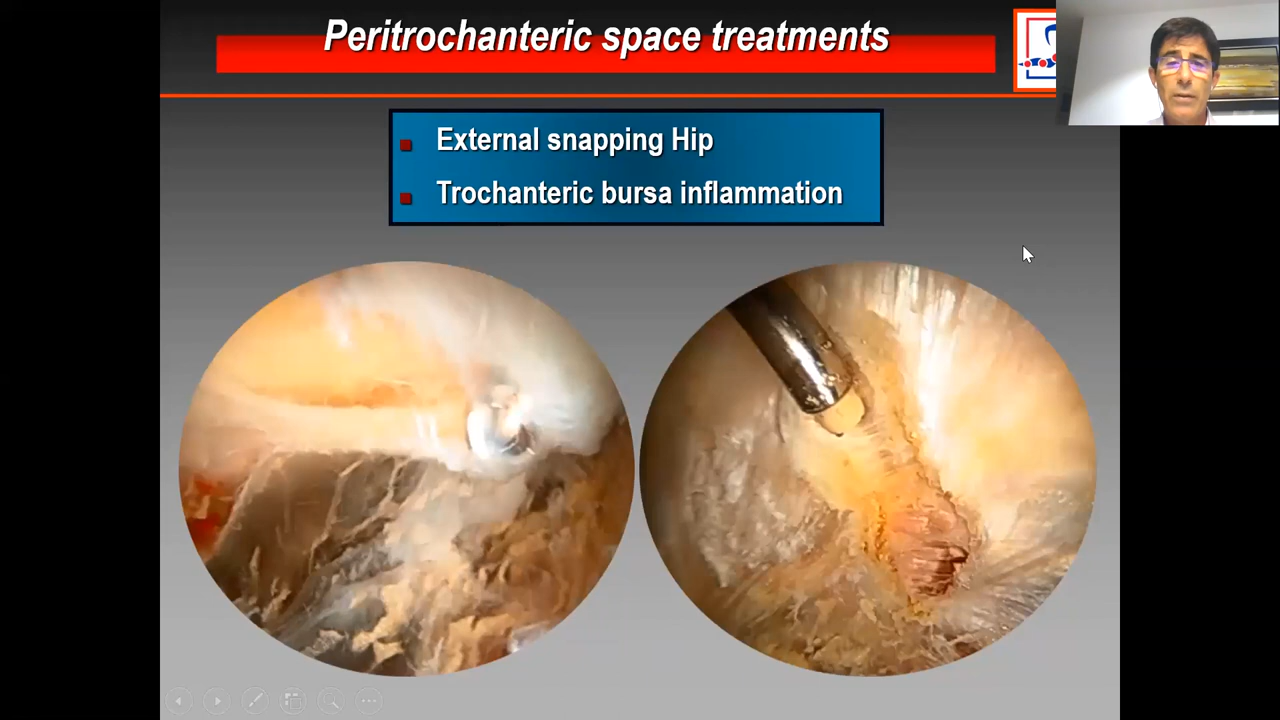 Peritrochanteric space treatments
External snapping Hip
Trochanteric bursa inflammation